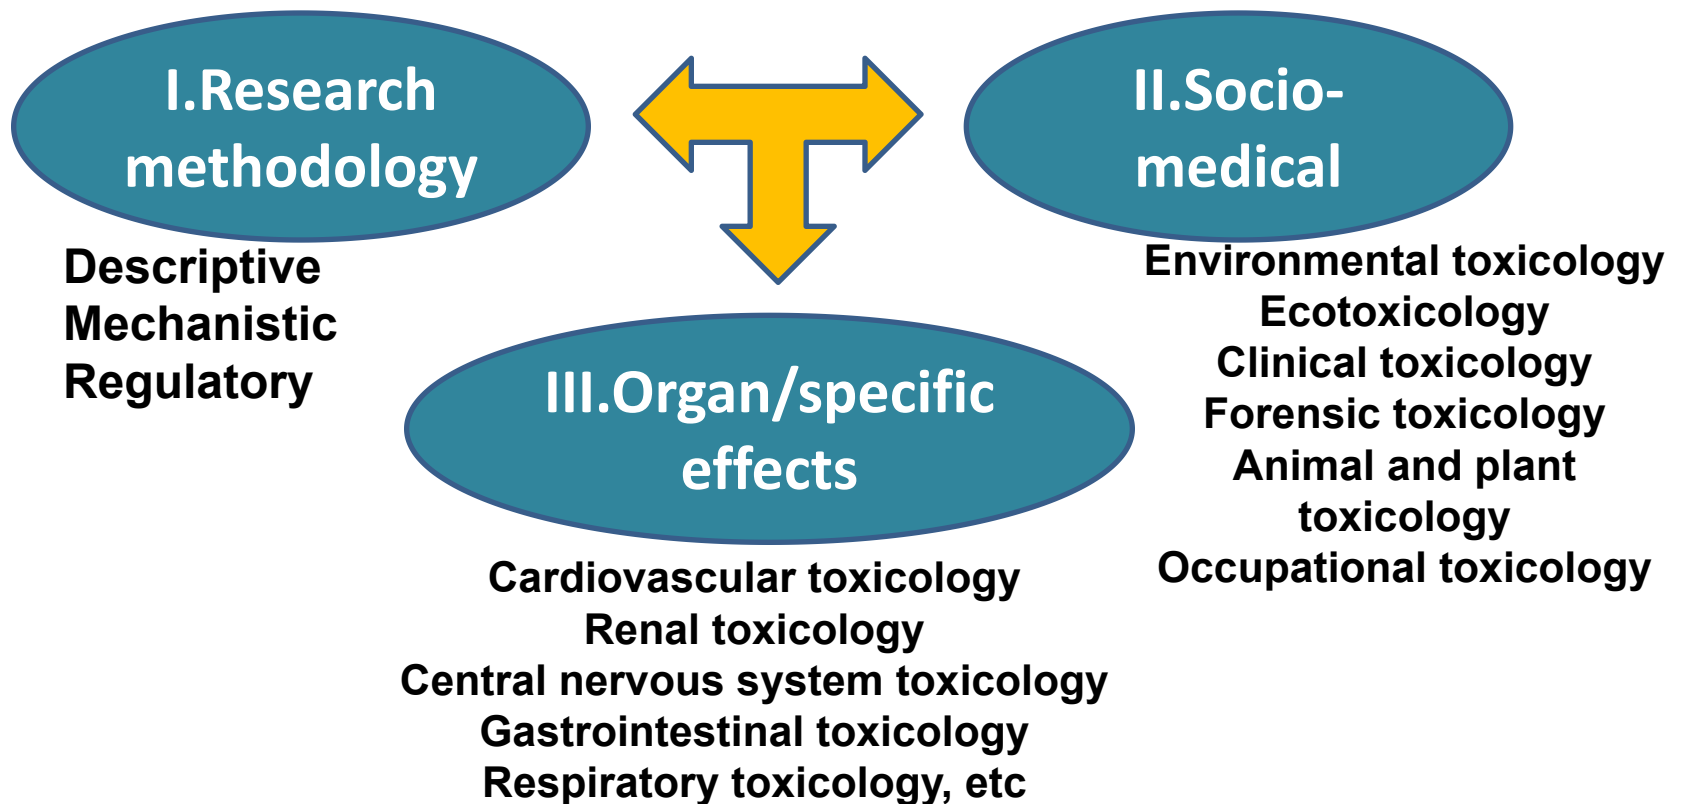 I.Research
methodology
Descriptive
Mechanistic
Regulatory
II.Socio-
medical
Environmental toxicology
Ecotoxicology
Clinical toxicology
Forensic toxicology
Animal and plant
toxicology
Occupational toxicology
III.Organ/specific
effects
Cardiovascular toxicology
Renal toxicology
Central nervous system toxicology
Gastrointestinal toxicology
Respiratory toxicology, etc